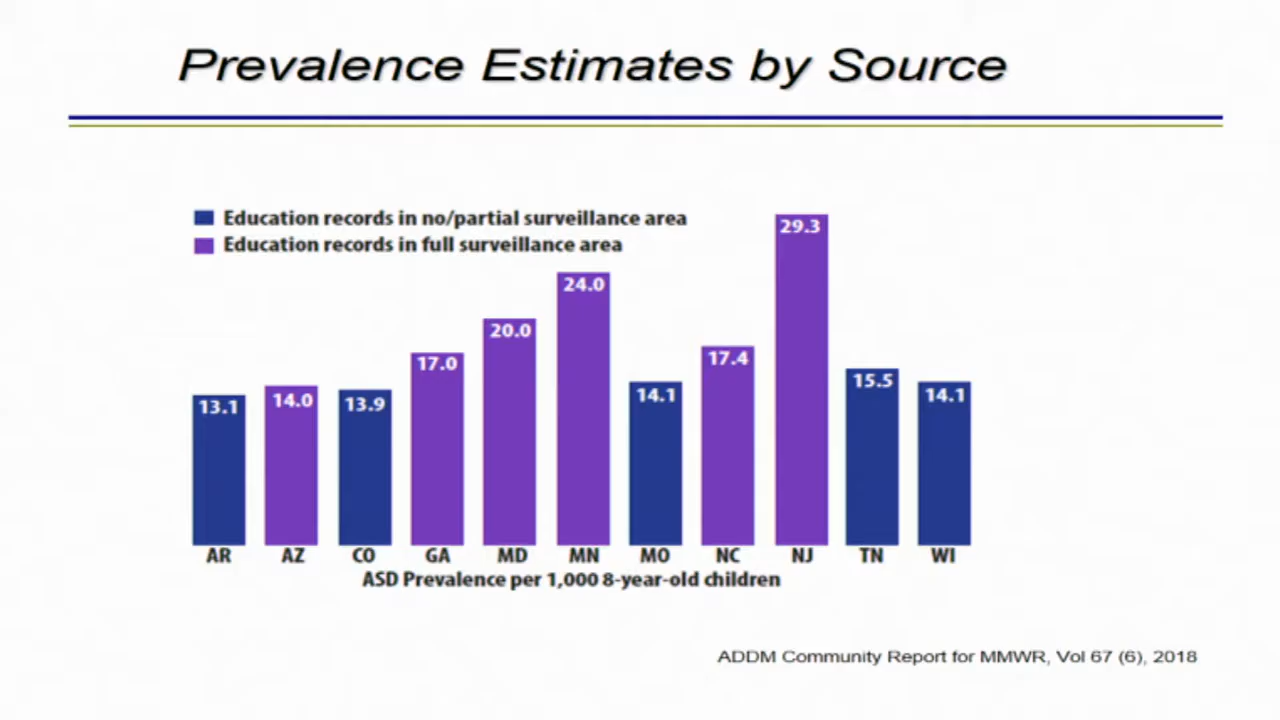 Prevalence Estimates by Source
Education records in no/partial surveillance area
Education records in full surveillance area
13.1
14.0
13.9
17.0
20.0
24.0
14.1
17.4
29.3
15.5
14.1
AR AZ CO GA MD MN MO NC NJ TN WI
ASD Prevalence per 1,000 8-year-old children
ADDM Community Report for MMWR, Vol 67 (6), 2018